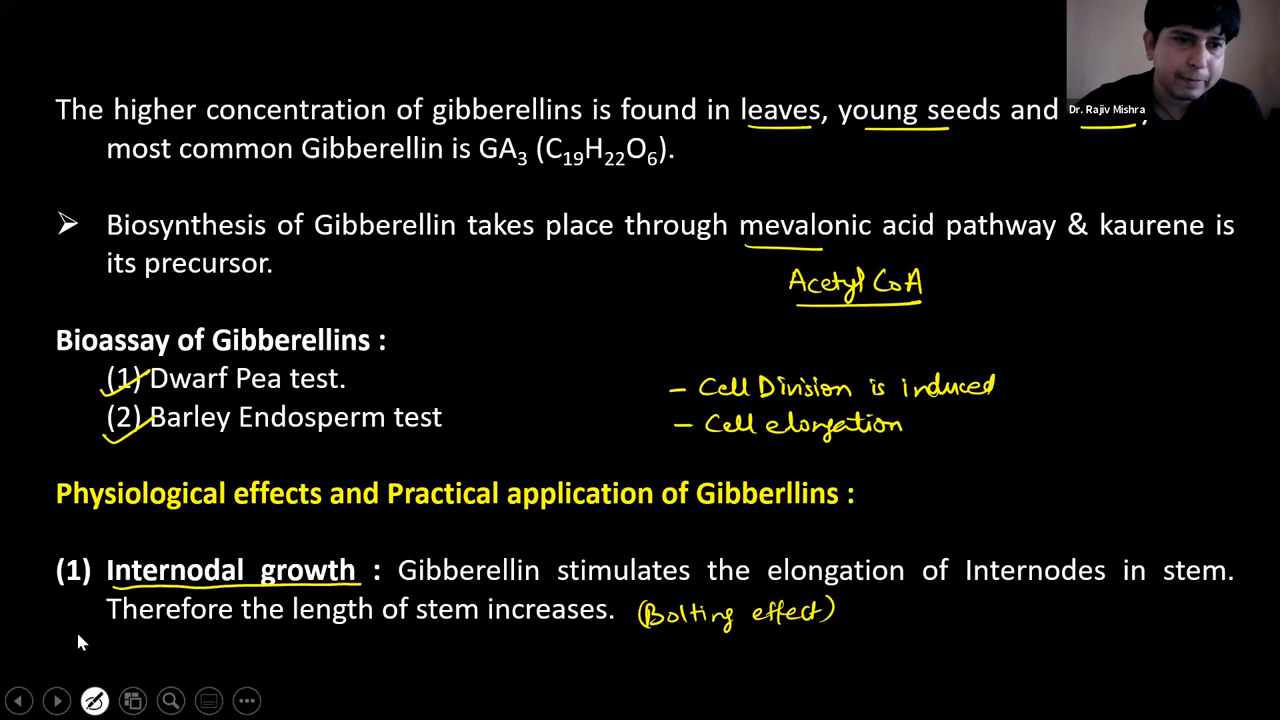 The higher concentration of gibberellins is found in leaves, young seeds and
Dr. Rajiv Mishra
most common Gibberellin is GA₃ (C₁₉H₂₂O₆).
➢ Biosynthesis of Gibberellin takes place through mevalonic acid pathway & kaurene is
its precursor.
Acetyl CoA
Bioassay of Gibberellins :
(1) Dwarf Pea test.
– Cell Division is induced
(2) Barley Endosperm test
– Cell elongation
Physiological effects and Practical application of Gibberllins :
(1) Internodal growth : Gibberellin stimulates the elongation of Internodes in stem.
Therefore the length of stem increases. (Bolting effect)